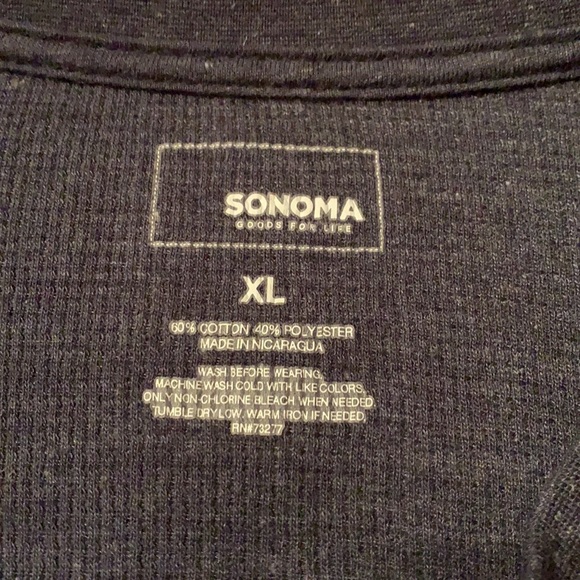 SONOMA
GOODS FOR LIFE
XL
60% COTTON 40% POLYESTER
MADE IN NICARAGUA
WASH BEFORE WEARING,
MACHINE WASH COLD WITH LIKE COLORS,
ONLY NON-CHLORINE BLEACH WHEN NEEDED,
TUMBLE DRY LOW. WARM IRON IF NEEDED.
RN#73277